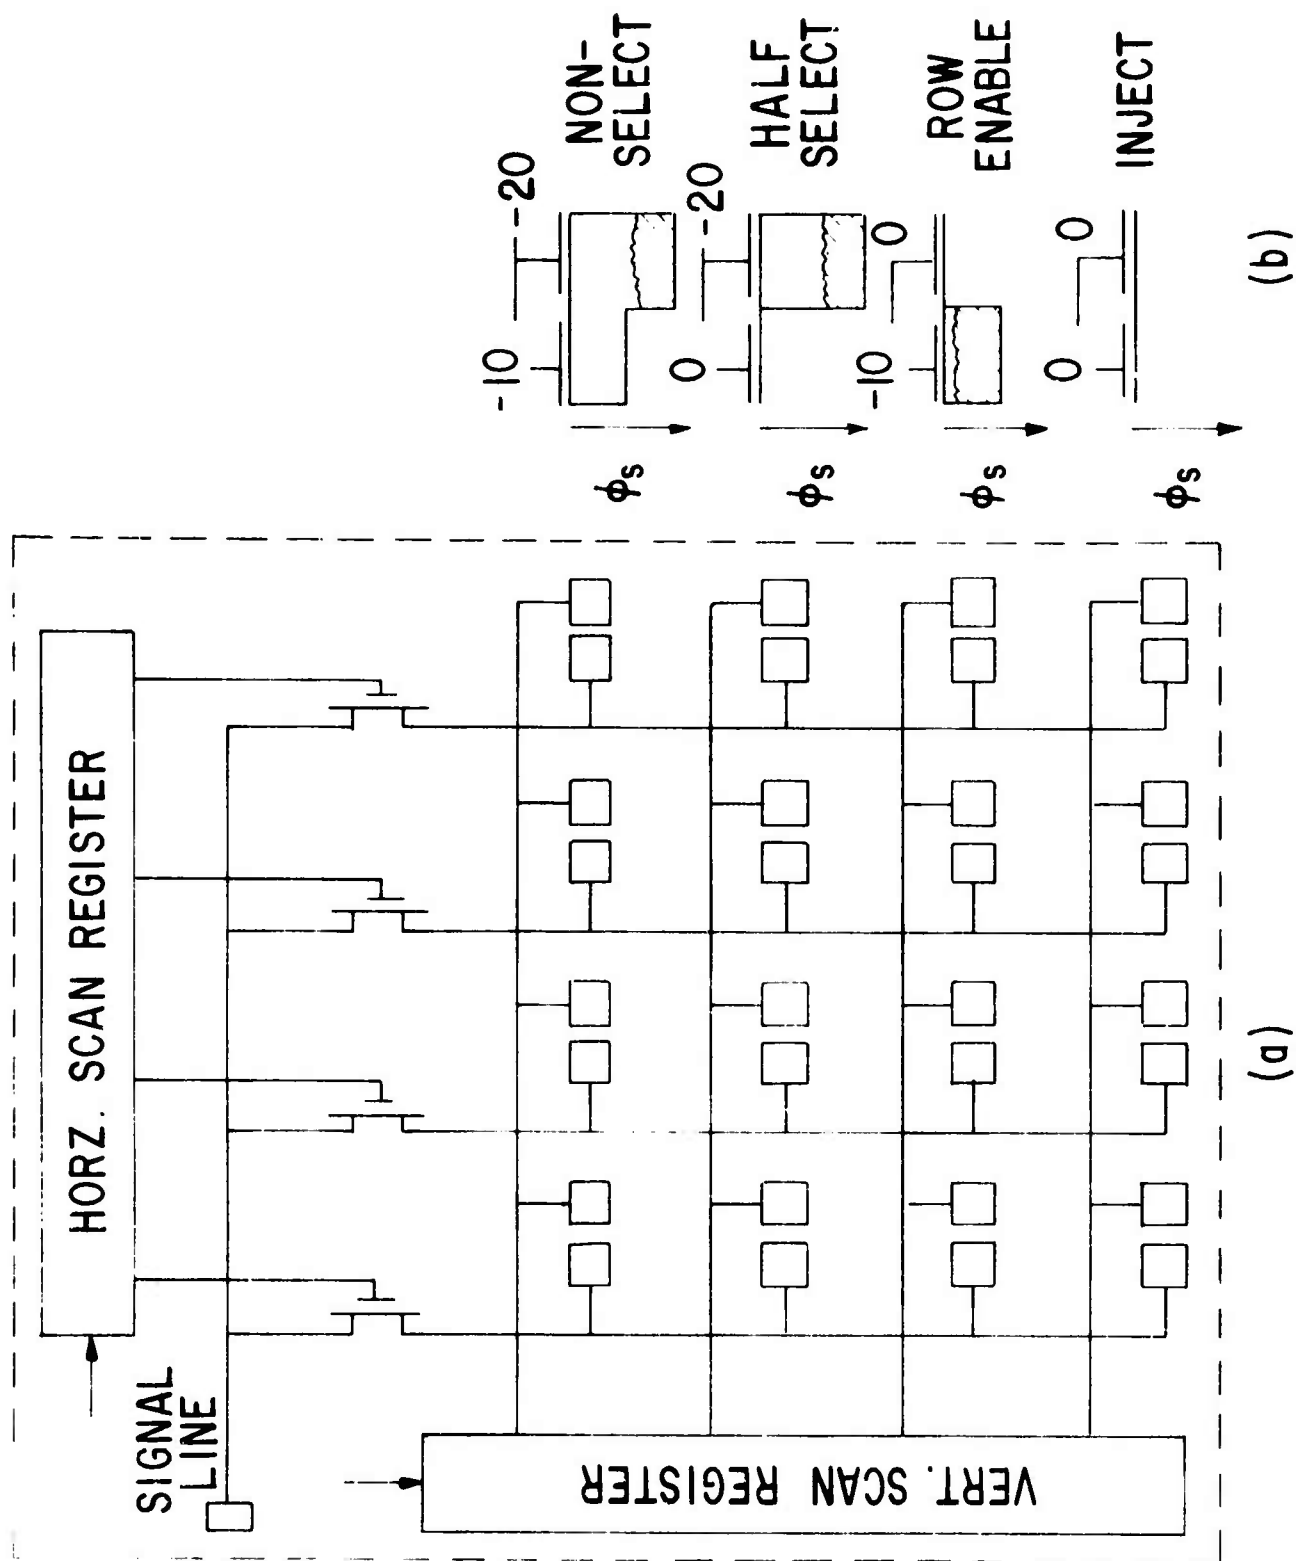 HORZ. SCAN REGISTER
SIGNAL
LINE
VERT. SCAN REGISTER
(a)
-10
-20
NON-
SELECT
ϕs
0
-20
HALF
SELECT
ϕs
-10
0
ROW
ENABLE
ϕs
0
0
INJECT
ϕs
(b)